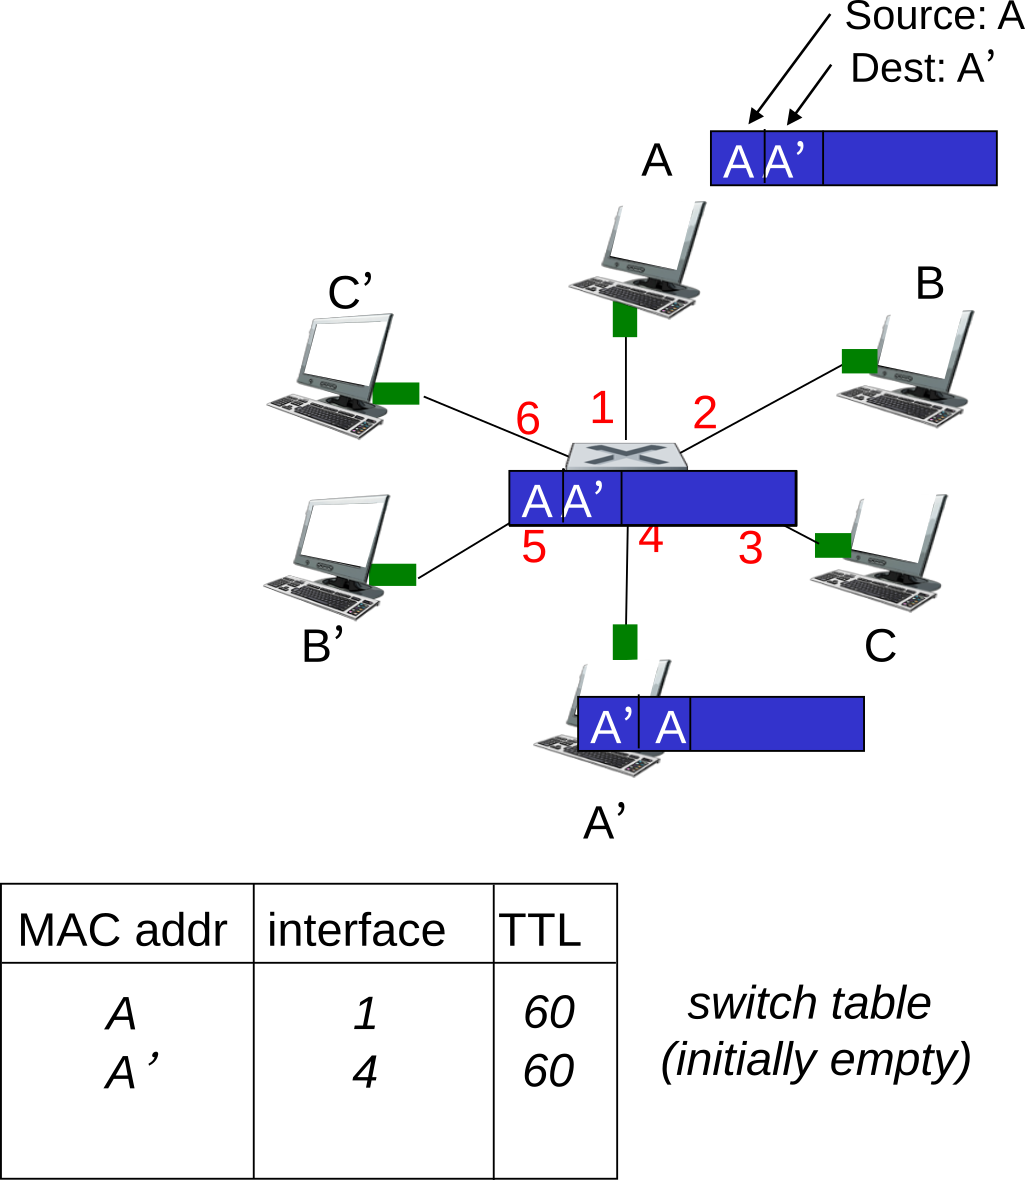 Source: A
Dest: A’
A A’
A
B
C’
6
1
2
A A’
5
4
3
B’
C
A’ A
A’
MAC addr interface TTL
A 1 60
A’ 4 60
switch table
(initially empty)